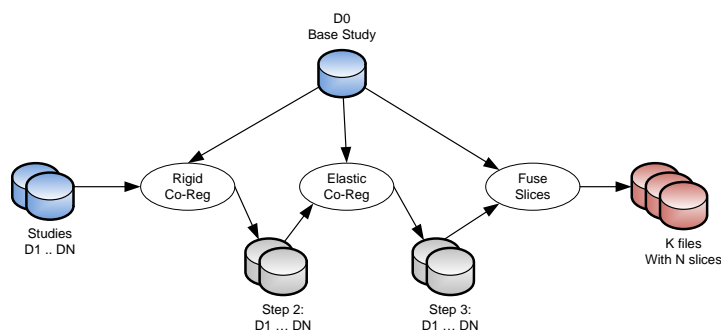 D0
Base Study
Rigid
Co-Reg
Elastic
Co-Reg
Fuse
Slices
Studies
D1 .. DN
K files
With N slices
Step 2:
D1 ... DN
Step 3:
D1 ... DN